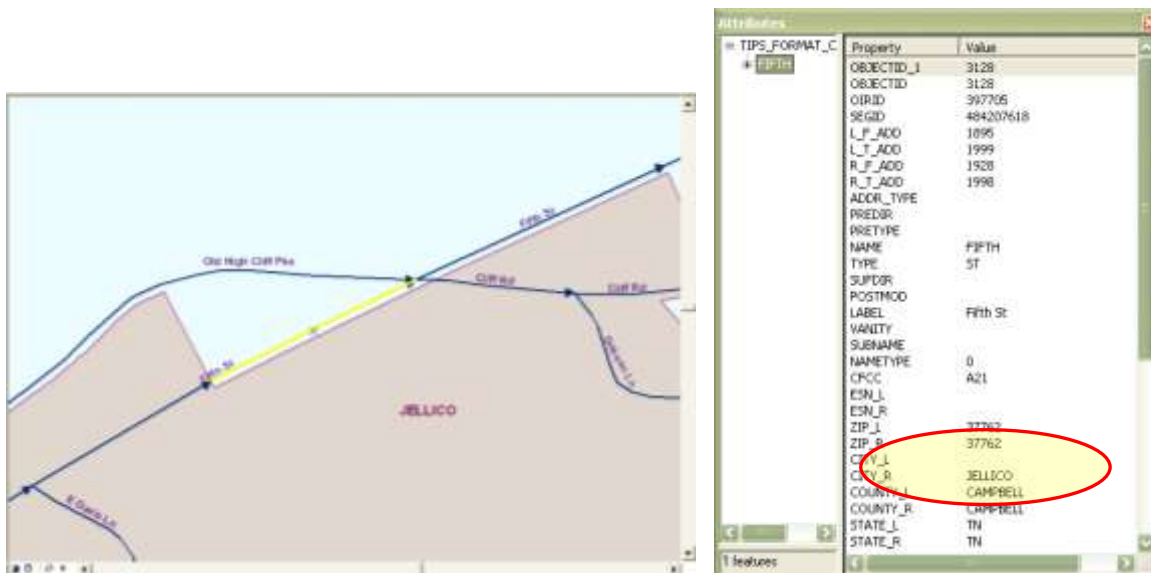 Fifth St
Old High Cliff Pke
Cliff Rd
Cliff Rd
Fifth St
JELLICO
Attributes
TIPS_FORMAT_C
FIFTH
Property Value
OBJECTID_1 3128
OBJECTID 3128
OIRID 397705
SEGID 484207618
L_F_ADD 1895
L_T_ADD 1999
R_F_ADD 1928
R_T_ADD 1998
ADDR_TYPE
PREDIR
PRETYPE
NAME FIFTH
TYPE ST
SUFDIR
POSTMOD
LABEL Fifth St
VANITY
SUBNAME
NAMETYPE 0
CFCC A21
ESN_L
ESN_R
ZIP_L 37762
ZIP_R 37762
CITY_L
CITY_R JELLICO
COUNTY_L CAMPBELL
COUNTY_R CAMPBELL
STATE_L TN
STATE_R TN
1 features